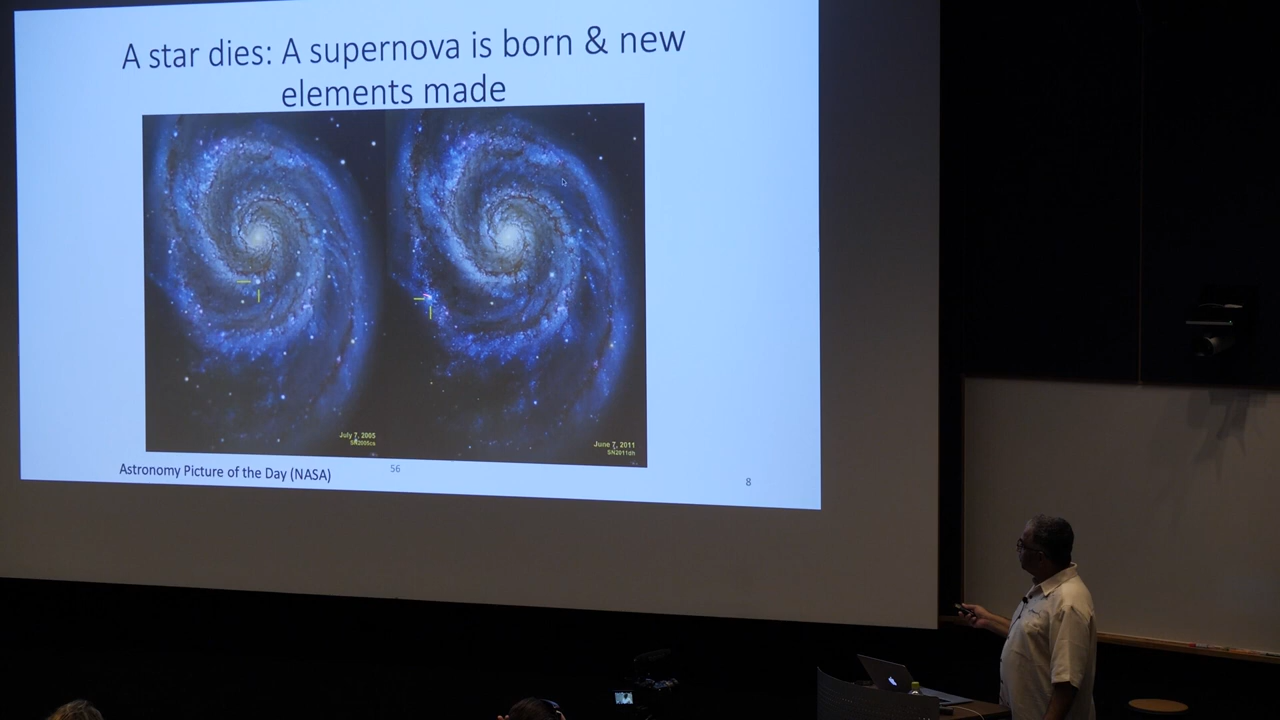 A star dies: A supernova is born & new
elements made
July 7, 2005
SN2005cs
June 7, 2011
SN2011dh
Astronomy Picture of the Day (NASA)
56
8